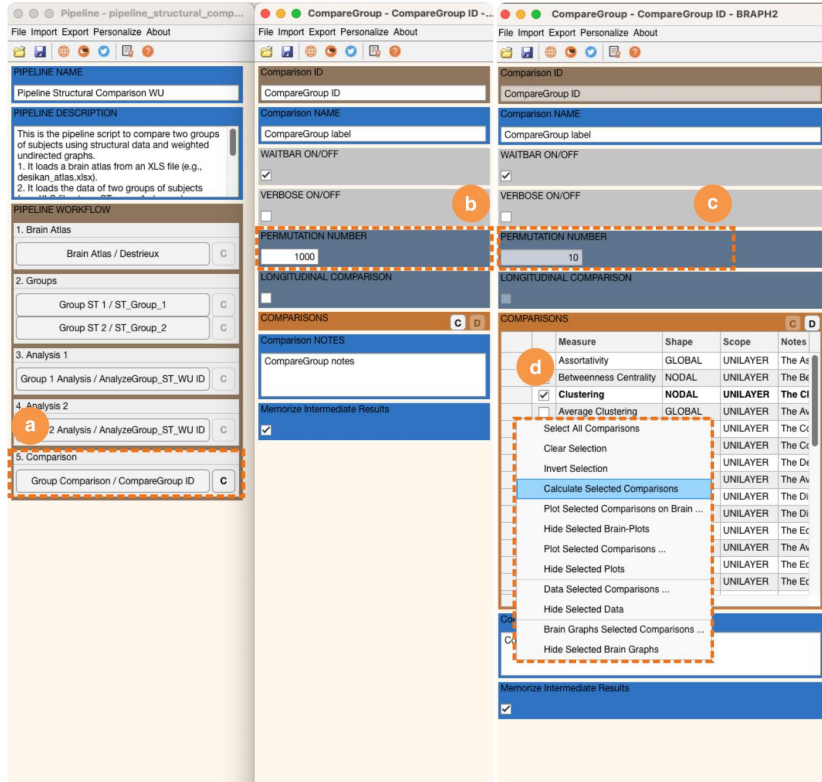 Pipeline - pipeline_structural_comp...
File Import Export Personalize About
PIPELINE NAME
Pipeline Structural Comparison WU
PIPELINE DESCRIPTION
This is the pipeline script to compare two groups
of subjects using structural data and weighted
undirected graphs.
1. It loads a brain atlas from an XLS file (e.g.,
desikan_atlas.xlsx).
2. It loads the data of two groups of subjects
PIPELINE WORKFLOW
1. Brain Atlas
Brain Atlas / Destrieux C
2. Groups
Group ST 1 / ST_Group_1 C
Group ST 2 / ST_Group_2 C
3. Analysis 1
Group 1 Analysis / AnalyzeGroup_ST_WU ID C
4. Analysis 2
a
2 Analysis / AnalyzeGroup_ST_WU ID C
5. Comparison
Group Comparison / CompareGroup ID C
CompareGroup - CompareGroup ID -...
File Import Export Personalize About
Comparison ID
CompareGroup ID
Comparison NAME
CompareGroup label
WAITBAR ON/OFF
VERBOSE ON/OFF
b
PERMUTATION NUMBER
1000
LONGITUDINAL COMPARISON
COMPARISONS C D
Comparison NOTES
CompareGroup notes
Memorize Intermediate Results
CompareGroup - CompareGroup ID - BRAPH2
File Import Export Personalize About
Comparison ID
CompareGroup ID
Comparison NAME
CompareGroup label
WAITBAR ON/OFF
VERBOSE ON/OFF
c
PERMUTATION NUMBER
10
LONGITUDINAL COMPARISON
COMPARISONS C D
Measure Shape Scope Notes
d
Assortativity GLOBAL UNILAYER The As
Betweenness Centrality NODAL UNILAYER The Be
Clustering NODAL UNILAYER The Cl
Average Clustering GLOBAL UNILAYER The Av
Select All Comparisons UNILAYER The Co
Clear Selection UNILAYER The Co
Invert Selection UNILAYER The De
Calculate Selected Comparisons UNILAYER The Av
Plot Selected Comparisons on Brain ... UNILAYER The Di
Hide Selected Brain-Plots UNILAYER The Di
Plot Selected Comparisons ... UNILAYER The Ec
Hide Selected Plots UNILAYER The Av
Data Selected Comparisons ... UNILAYER The Ec
Hide Selected Data UNILAYER The Ec
Brain Graphs Selected Comparisons ...
Hide Selected Brain Graphs
Memorize Intermediate Results